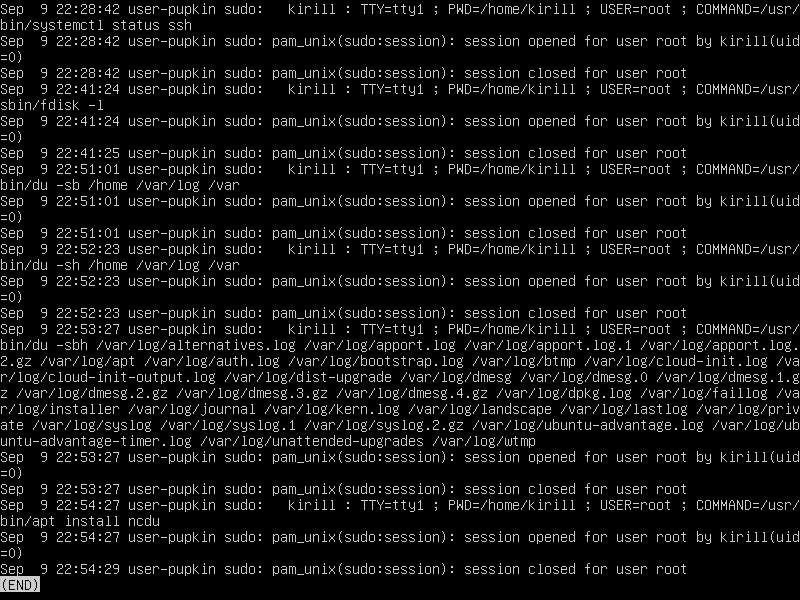 Sep  9 22:28:42 user-pupkin sudo:   kirill : TTY=tty1 ; PWD=/home/kirill ; USER=root ; COMMAND=/usr/
bin/systemctl status ssh
Sep  9 22:28:42 user-pupkin sudo: pam_unix(sudo:session): session opened for user root by kirill(uid
=0)
Sep  9 22:28:42 user-pupkin sudo: pam_unix(sudo:session): session closed for user root
Sep  9 22:41:24 user-pupkin sudo:   kirill : TTY=tty1 ; PWD=/home/kirill ; USER=root ; COMMAND=/usr/
sbin/fdisk -l
Sep  9 22:41:24 user-pupkin sudo: pam_unix(sudo:session): session opened for user root by kirill(uid
=0)
Sep  9 22:41:25 user-pupkin sudo: pam_unix(sudo:session): session closed for user root
Sep  9 22:51:01 user-pupkin sudo:   kirill : TTY=tty1 ; PWD=/home/kirill ; USER=root ; COMMAND=/usr/
bin/du -sb /home /var/log /var
Sep  9 22:51:01 user-pupkin sudo: pam_unix(sudo:session): session opened for user root by kirill(uid
=0)
Sep  9 22:51:01 user-pupkin sudo: pam_unix(sudo:session): session closed for user root
Sep  9 22:52:23 user-pupkin sudo:   kirill : TTY=tty1 ; PWD=/home/kirill ; USER=root ; COMMAND=/usr/
bin/du -sh /home /var/log /var
Sep  9 22:52:23 user-pupkin sudo: pam_unix(sudo:session): session opened for user root by kirill(uid
=0)
Sep  9 22:52:23 user-pupkin sudo: pam_unix(sudo:session): session closed for user root
Sep  9 22:53:27 user-pupkin sudo:   kirill : TTY=tty1 ; PWD=/home/kirill ; USER=root ; COMMAND=/usr/
bin/du -sbh /var/log/alternatives.log /var/log/apport.log /var/log/apport.log.1 /var/log/apport.log.
2.gz /var/log/apt /var/log/auth.log /var/log/bootstrap.log /var/log/btmp /var/log/cloud-init.log /va
r/log/cloud-init-output.log /var/log/dist-upgrade /var/log/dmesg /var/log/dmesg.0 /var/log/dmesg.1.g
z /var/log/dmesg.2.gz /var/log/dmesg.3.gz /var/log/dmesg.4.gz /var/log/dpkg.log /var/log/faillog /va
r/log/installer /var/log/journal /var/log/kern.log /var/log/landscape /var/log/lastlog /var/log/priv
ate /var/log/syslog /var/log/syslog.1 /var/log/syslog.2.gz /var/log/ubuntu-advantage.log /var/log/ub
untu-advantage-timer.log /var/log/unattended-upgrades /var/log/wtmp
Sep  9 22:53:27 user-pupkin sudo: pam_unix(sudo:session): session opened for user root by kirill(uid
=0)
Sep  9 22:53:27 user-pupkin sudo: pam_unix(sudo:session): session closed for user root
Sep  9 22:54:27 user-pupkin sudo:   kirill : TTY=tty1 ; PWD=/home/kirill ; USER=root ; COMMAND=/usr/
bin/apt install ncdu
Sep  9 22:54:27 user-pupkin sudo: pam_unix(sudo:session): session opened for user root by kirill(uid
=0)
Sep  9 22:54:29 user-pupkin sudo: pam_unix(sudo:session): session closed for user root
(END)